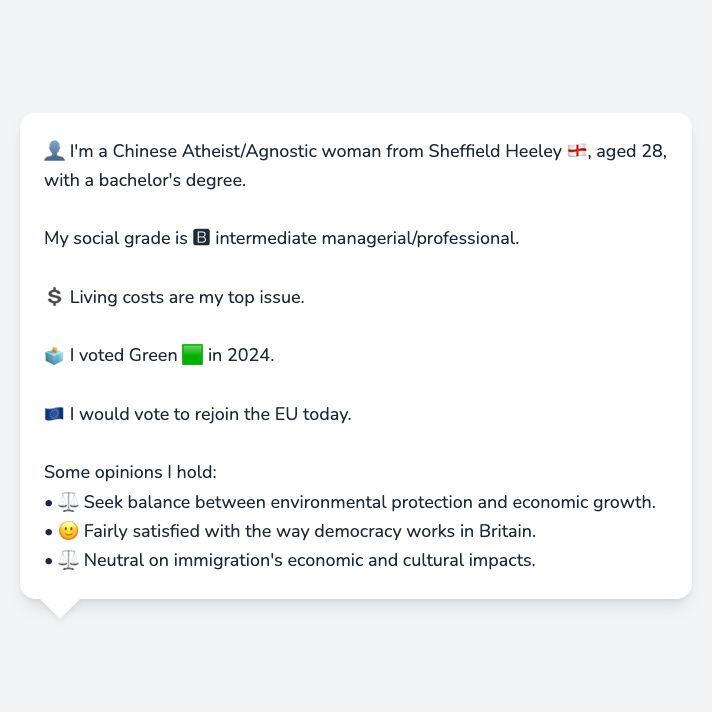 👤 I'm a Chinese Atheist/Agnostic woman from Sheffield Heeley 🏴󠁧󠁢󠁥󠁮󠁧󠁿, aged 28,
with a bachelor's degree.
My social grade is 🅱 intermediate managerial/professional.
💲 Living costs are my top issue.
🗳️ I voted Green 🟩 in 2024.
🇪🇺 I would vote to rejoin the EU today.
Some opinions I hold:
• ⚖️ Seek balance between environmental protection and economic growth.
• 🙂 Fairly satisfied with the way democracy works in Britain.
• ⚖️ Neutral on immigration's economic and cultural impacts.